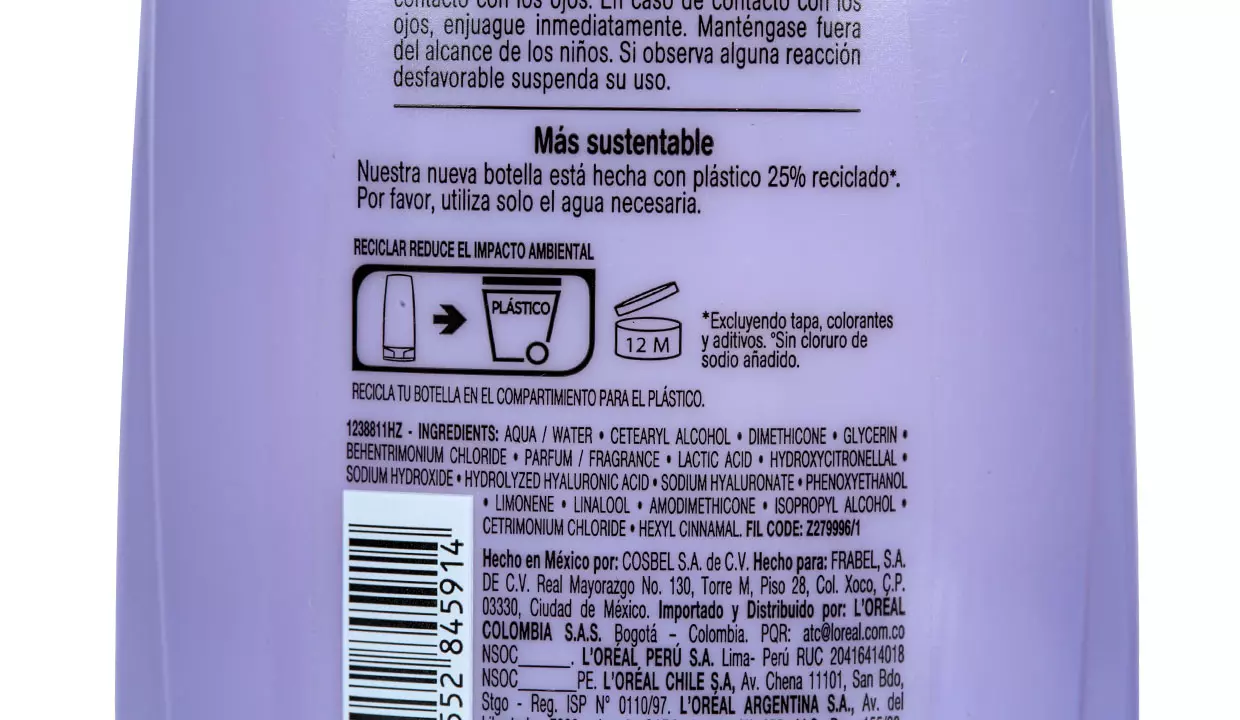 contacto con los ojos. En caso de contacto con los
ojos, enjuague inmediatamente. Manténgase fuera
del alcance de los niños. Si observa alguna reacción
desfavorable suspenda su uso.
Más sustentable
Nuestra nueva botella está hecha con plástico 25% reciclado*.
Por favor, utiliza solo el agua necesaria.
RECICLAR REDUCE EL IMPACTO AMBIENTAL
PLÁSTICO
12 M
*Excluyendo tapa, colorantes
y aditivos. °Sin cloruro de
sodio añadido.
RECICLA TU BOTELLA EN EL COMPARTIMIENTO PARA EL PLÁSTICO.
1238811HZ - INGREDIENTS: AQUA / WATER • CETEARYL ALCOHOL • DIMETHICONE • GLYCERIN •
BEHENTRIMONIUM CHLORIDE • PARFUM / FRAGRANCE • LACTIC ACID • HYDROXYCITRONELLAL •
SODIUM HYDROXIDE • HYDROLYZED HYALURONIC ACID • SODIUM HYALURONATE • PHENOXYETHANOL
• LIMONENE • LINALOOL • AMODIMETHICONE • ISOPROPYL ALCOHOL •
CETRIMONIUM CHLORIDE • HEXYL CINNAMAL. FIL CODE: Z279996/1
552 845914
Hecho en México por: COSBEL S.A. de C.V. Hecho para: FRABEL, S.A.
DE C.V. Real Mayorazgo No. 130, Torre M, Piso 28, Col. Xoco, C.P.
03330, Ciudad de México. Importado y Distribuido por: L'ORÉAL
COLOMBIA S.A.S. Bogotá – Colombia. PQR: atc@loreal.com.co
NSOC______. L'ORÉAL PERÚ S.A. Lima- Perú RUC 20416414018
NSOC______PE. L'ORÉAL CHILE S.A, Av. Chena 11101, San Bdo,
Stgo - Reg. ISP N° 0110/97. L'ORÉAL ARGENTINA S.A., Av. del